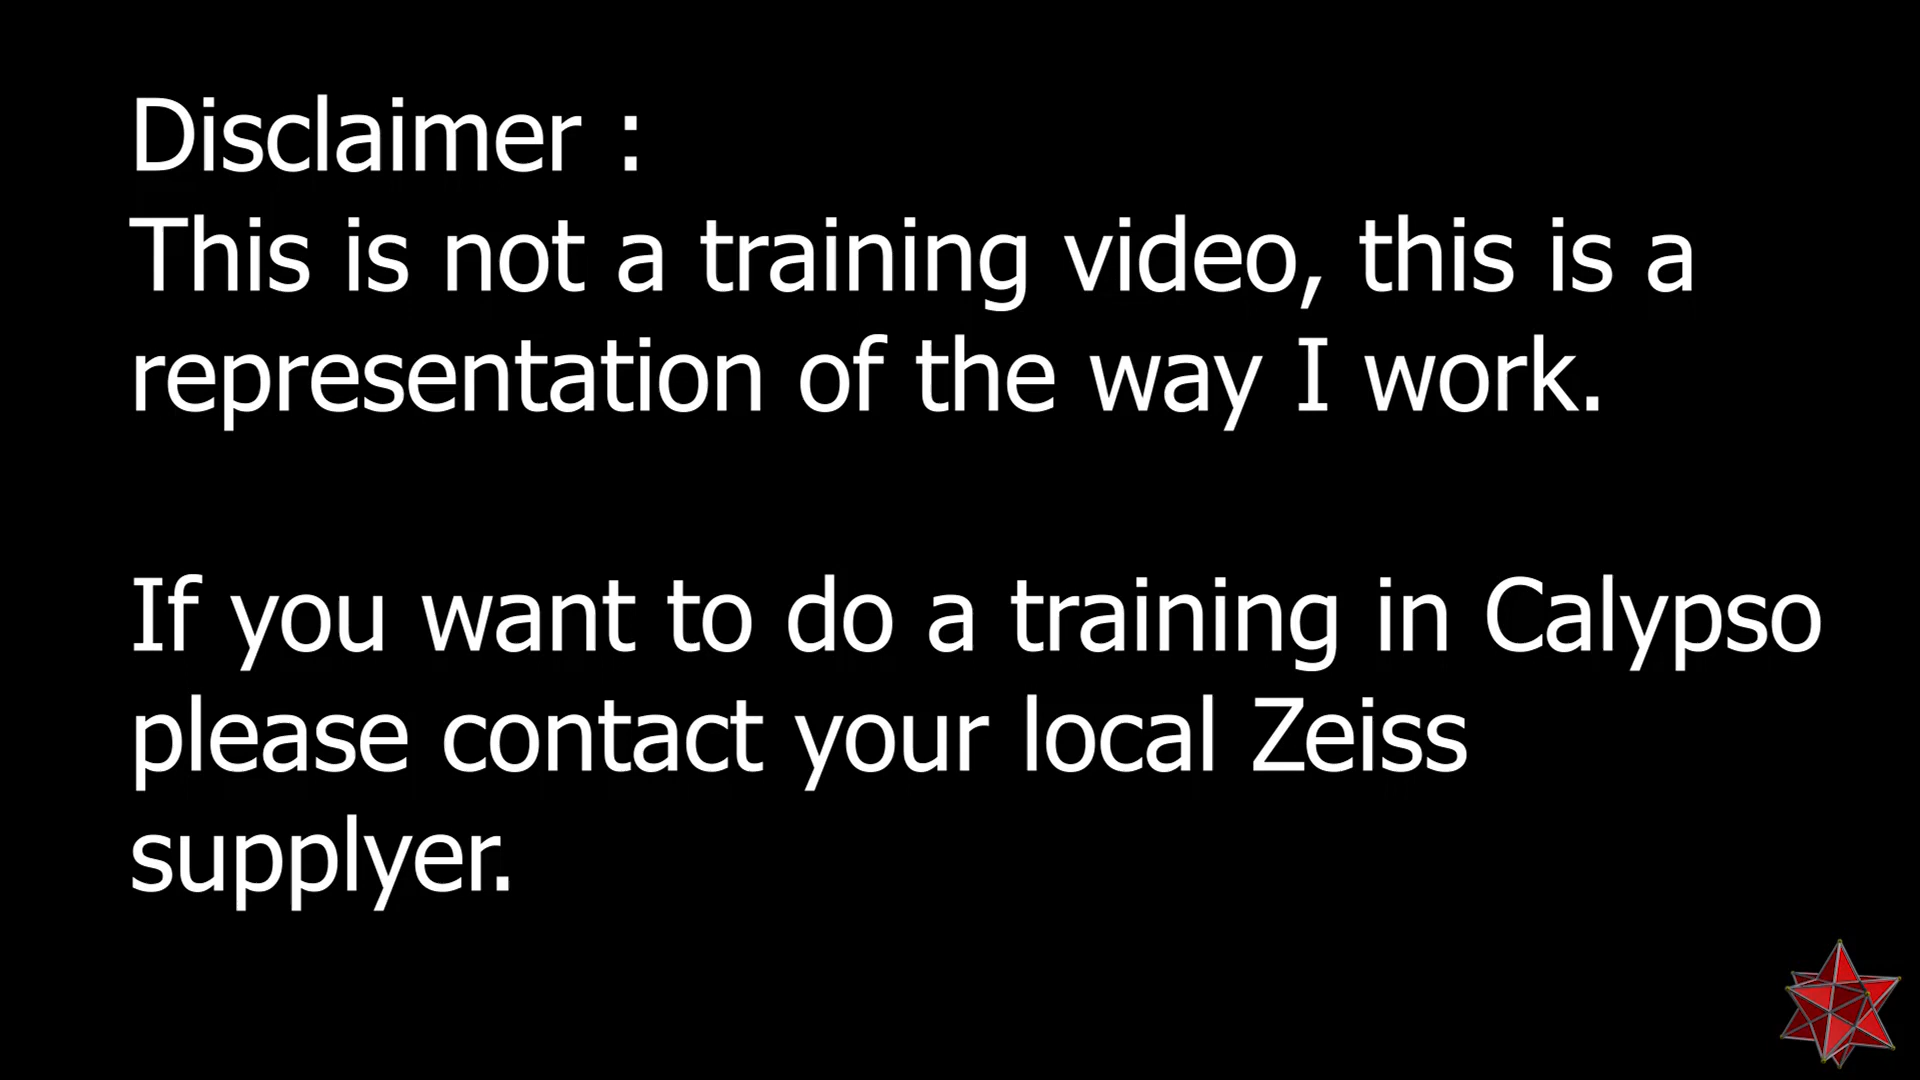 Disclaimer :
This is not a training video, this is a
representation of the way I work.
If you want to do a training in Calypso
please contact your local Zeiss
supplyer.